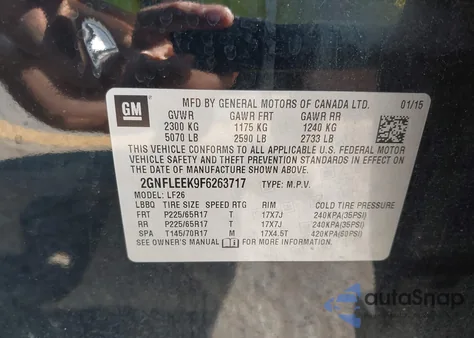 GM
MFD BY GENERAL MOTORS OF CANADA LTD. 01/15
GVWR GAWR FRT GAWR RR
2300 KG 1175 KG 1240 KG
5070 LB 2590 LB 2733 LB
THIS VEHICLE CONFORMS TO ALL APPLICABLE U.S. FEDERAL MOTOR
VEHICLE SAFETY, BUMPER, AND THEFT PREVENTION STANDARDS IN EFFECT ON
THE DATE OF MANUFACTURE SHOWN ABOVE.
2GNFLEEK9F6263717 TYPE: M.P.V.
MODEL: LF26
LBBQ TIRE SIZE SPEED RTG RIM COLD TIRE PRESSURE
FRT P225/65R17 T 17X7J 240KPA(35PSI)
RR P225/65R17 T 17X7J 240KPA(35PSI)
SPA T145/70R17 M 17X4.5T 420KPA(60PSI)
SEE OWNER'S MANUAL FOR MORE INFORMATION.
autoSnap